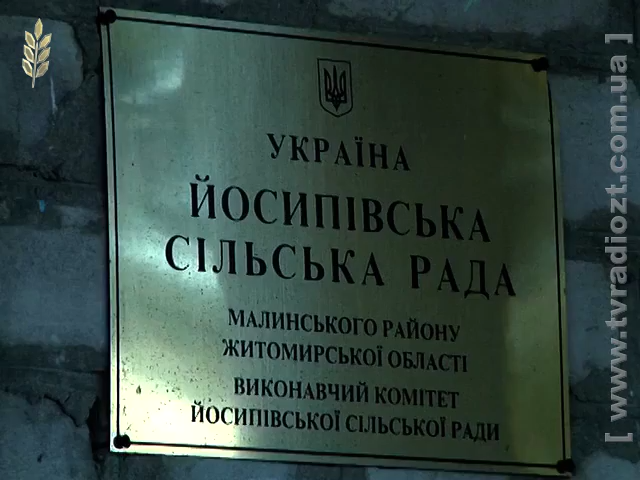 УКРАЇНА
ЙОСИПІВСЬКА
СІЛЬСЬКА РАДА
МАЛИНСЬКОГО РАЙОНУ
ЖИТОМИРСЬКОЇ ОБЛАСТІ
ВИКОНАВЧИЙ КОМІТЕТ
ЙОСИПІВСЬКОЇ СІЛЬСЬКОЇ РАДИ
[ www.tvradiozt.com.ua ]